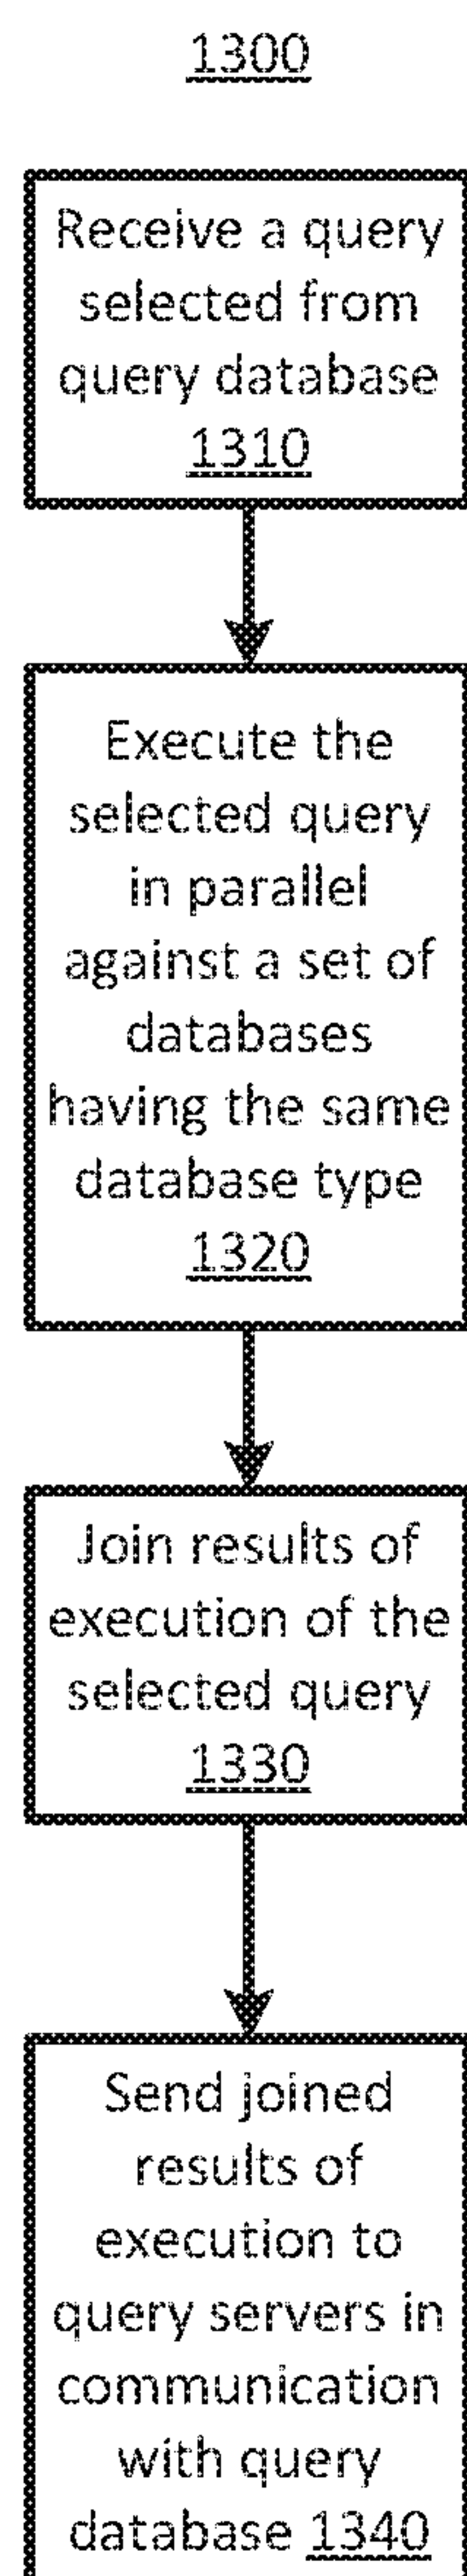 1300
Receive a query
selected from
query database
1310
Execute the
selected query
in parallel
against a set of
databases
having the same
database type
1320
Join results of
execution of the
selected query
1330
Send joined
results of
execution to
query servers in
communication
with query
database 1340